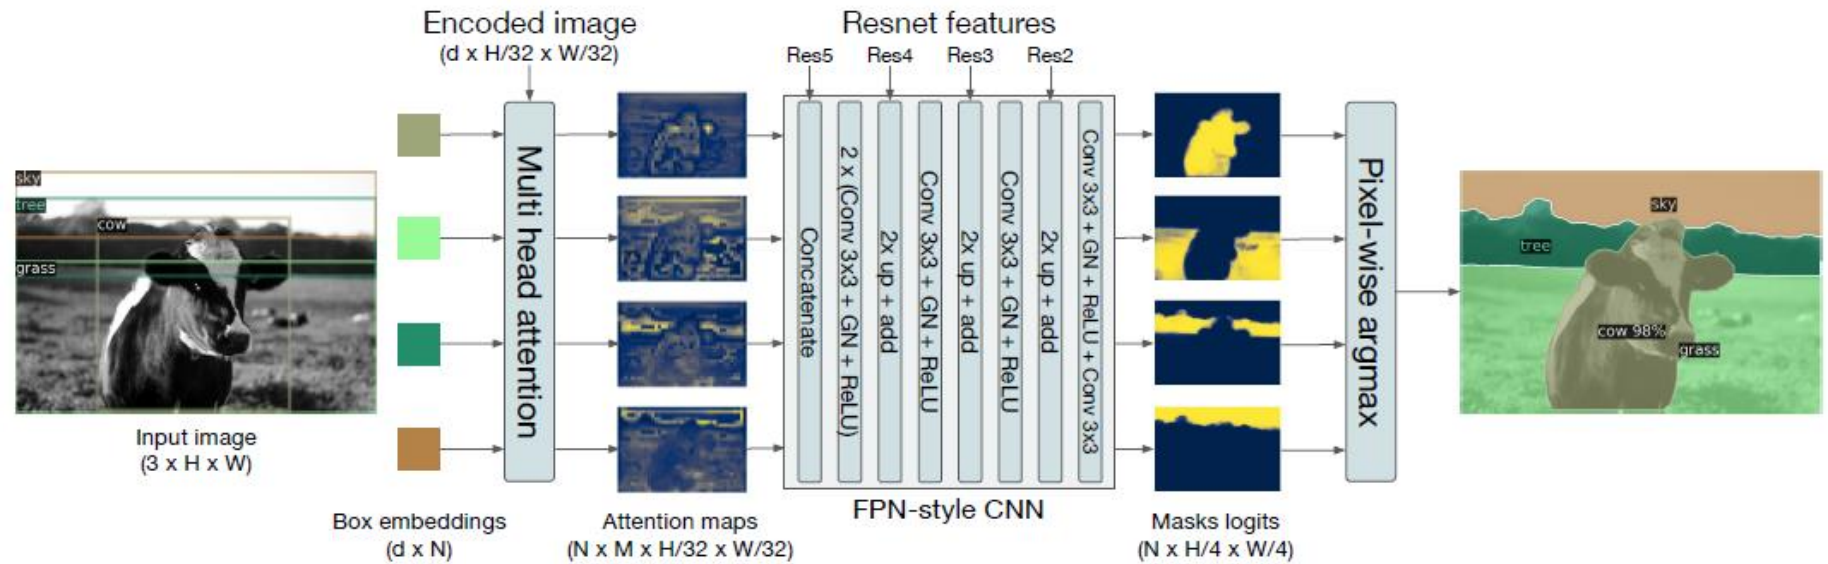 Encoded image
(d x H/32 x W/32)
Resnet features
Res5
Res4
Res3
Res2
sky
tree
cow
grass
Input image
(3 x H x W)
Box embeddings
(d x N)
Multi head attention
Attention maps
(N x M x H/32 x W/32)
Concatenate
2 x (Conv 3x3 + GN + ReLU)
2x up + add
Conv 3x3 + GN + ReLU
2x up + add
Conv 3x3 + GN + ReLU
2x up + add
Conv 3x3 + GN + ReLU + Conv 3x3
FPN-style CNN
Masks logits
(N x H/4 x W/4)
Pixel-wise argmax
sky
tree
cow 98%
grass